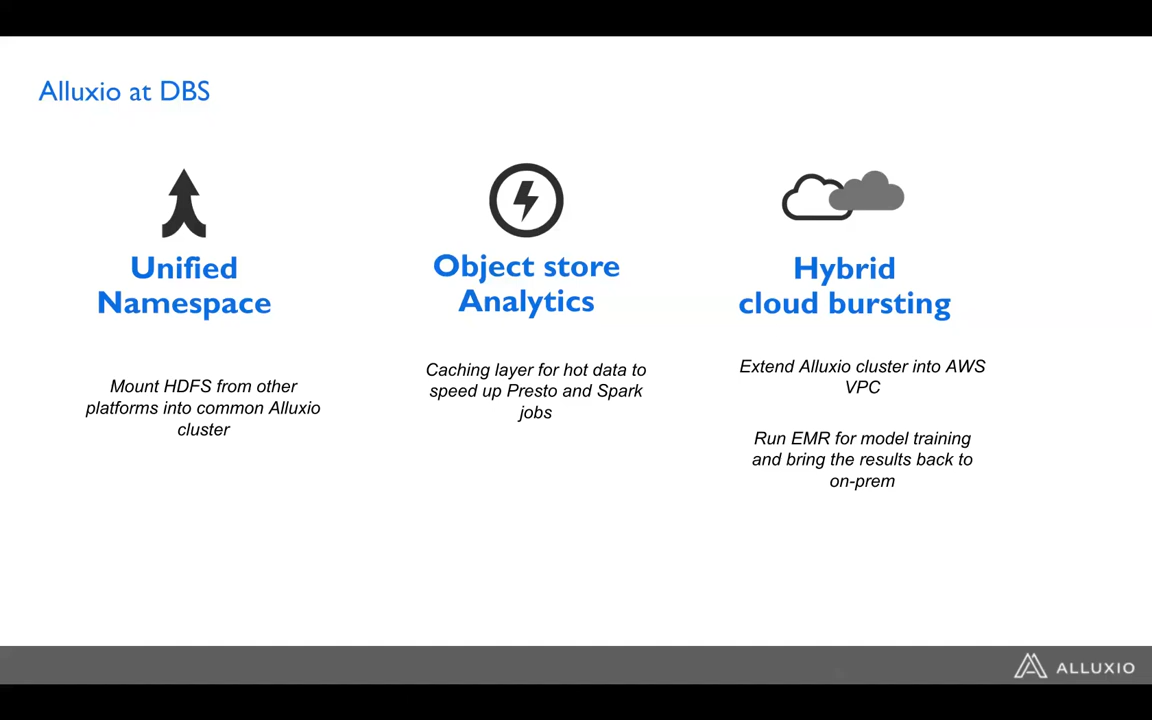 Alluxio at DBS
Unified
Namespace
Mount HDFS from other
platforms into common Alluxio
cluster
Object store
Analytics
Caching layer for hot data to
speed up Presto and Spark
jobs
Hybrid
cloud bursting
Extend Alluxio cluster into AWS
VPC
Run EMR for model training
and bring the results back to
on-prem
ALLUXIO